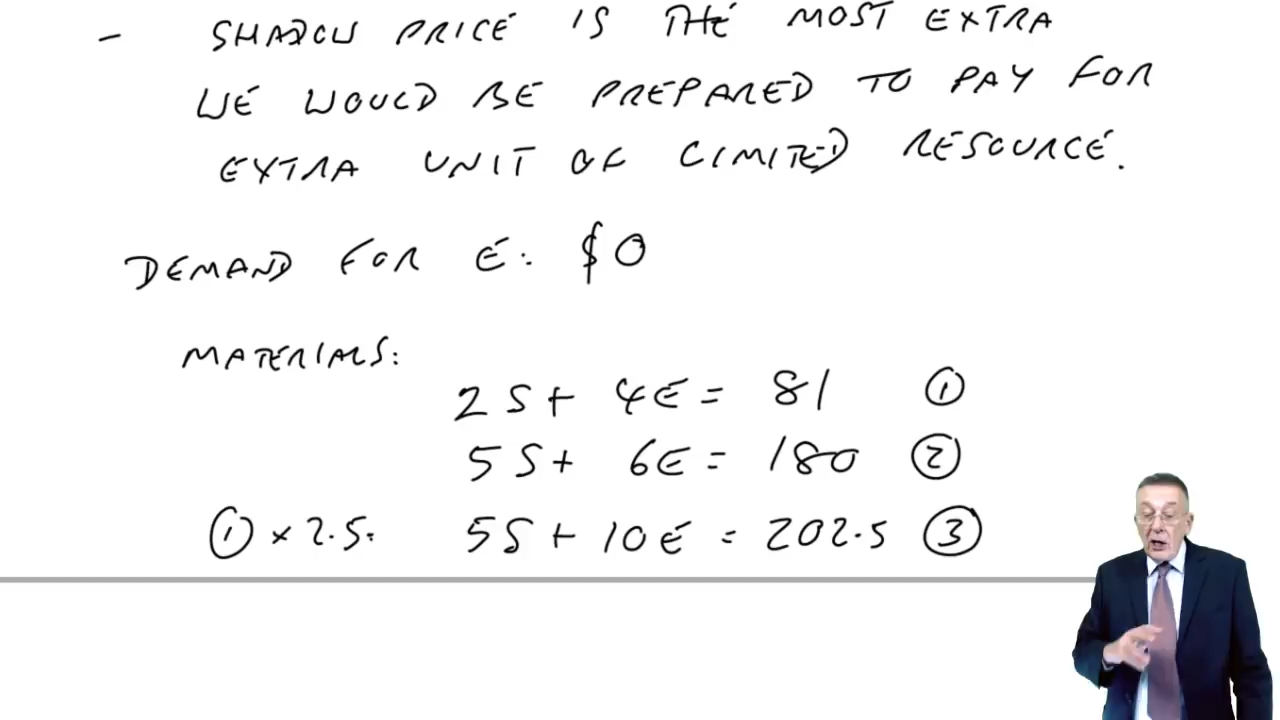 - SHADOW PRICE IS THE MOST EXTRA
WE WOULD BE PREPARED TO PAY FOR
EXTRA UNIT OF LIMITED RESOURCE.
DEMAND FOR E: $0
MATERIALS:
2S + 4E = 81 ①
5S + 6E = 180 ②
① × 2.5: 5S + 10E = 202.5 ③